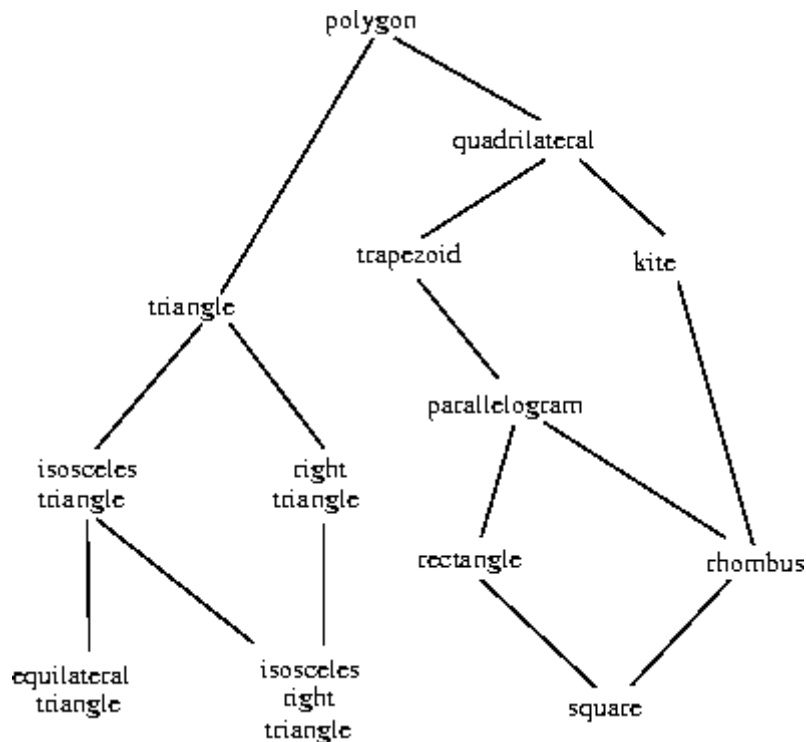 polygon
quadrilateral
trapezoid
kite
triangle
parallelogram
isosceles
triangle
right
triangle
rectangle
rhombus
equilateral
triangle
isosceles
right
triangle
square